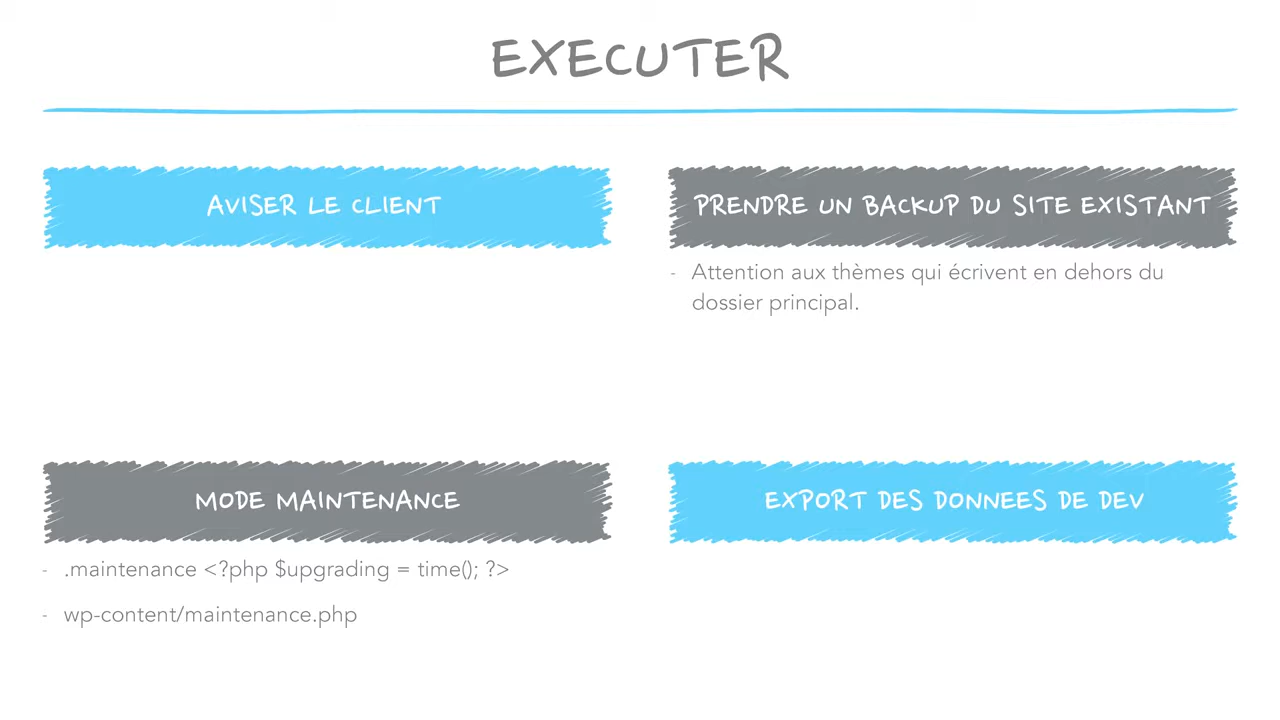 EXECUTER
AVISER LE CLIENT
PRENDRE UN BACKUP DU SITE EXISTANT
- Attention aux thèmes qui écrivent en dehors du
dossier principal.
MODE MAINTENANCE
- .maintenance <?php $upgrading = time(); ?>
- wp-content/maintenance.php
EXPORT DES DONNEES DE DEV